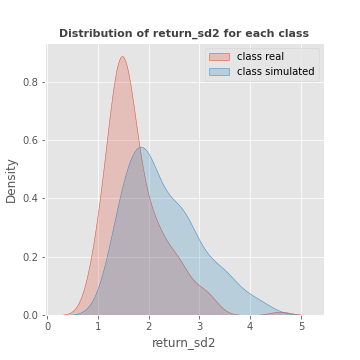 Distribution of return_sd2 for each class
class real
class simulated
Density
0.8
0.6
0.4
0.2
0.0
0 1 2 3 4 5
return_sd2